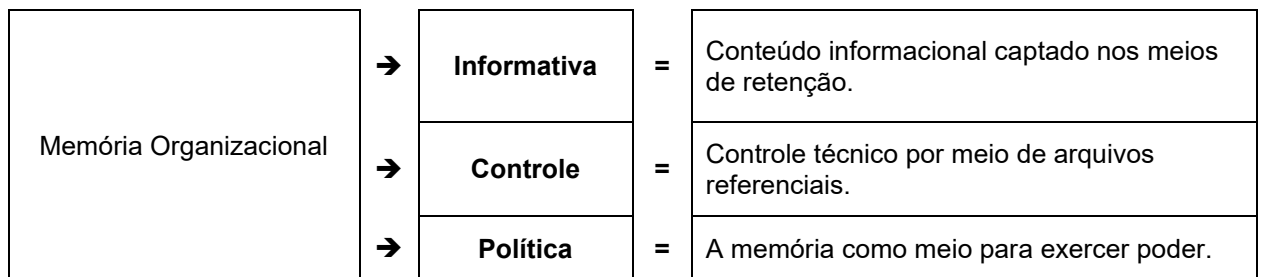 Memória Organizacional
➔ Informativa = Conteúdo informacional captado nos meios
de retenção.
➔ Controle = Controle técnico por meio de arquivos
referenciais.
➔ Política = A memória como meio para exercer poder.